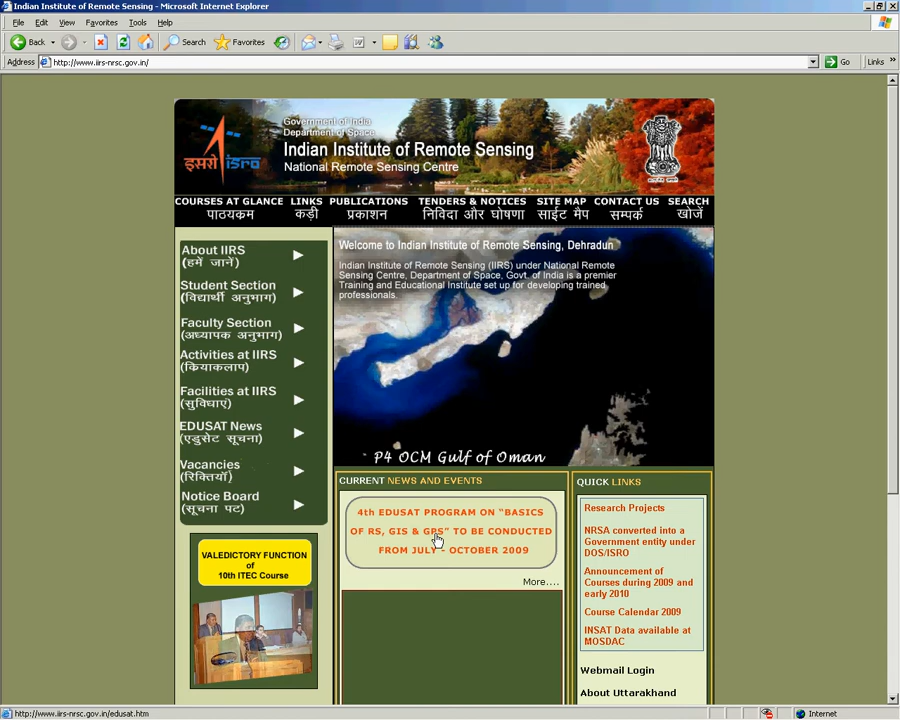 Indian Institute of Remote Sensing - Microsoft Internet Explorer
File Edit View Favorites Tools Help
Back Search Favorites
Address http://www.iirs-nrsc.gov.in/ Go Links »
Government of India
Department of Space
Indian Institute of Remote Sensing
National Remote Sensing Centre
इसरो isro
COURSES AT GLANCE LINKS PUBLICATIONS TENDERS & NOTICES SITE MAP CONTACT US SEARCH
पाठयक्रम कड़ी प्रकाशन निविदा और घोषणा साईट मैप सम्पर्क खोजें
About IIRS
(हमें जानें)
Student Section
(विद्यार्थी अनुभाग)
Faculty Section
(अध्यापक अनुभाग)
Activities at IIRS
(कियाकलाप)
Facilities at IIRS
(सुविधाएं)
EDUSAT News
(एडुसेट सूचना)
Vacancies
(रिक्तियाँ)
Notice Board
(सूचना पट)
VALEDICTORY FUNCTION
of
10th ITEC Course
Welcome to Indian Institute of Remote Sensing, Dehradun
Indian Institute of Remote Sensing (IIRS) under National Remote
Sensing Centre, Department of Space, Govt. of India is a premier
Training and Educational Institute set up for developing trained
professionals.
P4 OCM Gulf of Oman
CURRENT NEWS AND EVENTS
4th EDUSAT PROGRAM ON “BASICS
OF RS, GIS & GPS” TO BE CONDUCTED
FROM JULY - OCTOBER 2009
More....
QUICK LINKS
Research Projects
NRSA converted into a
Government entity under
DOS/ISRO
Announcement of
Courses during 2009 and
early 2010
Course Calendar 2009
INSAT Data available at
MOSDAC
Webmail Login
About Uttarakhand
http://www.iirs-nrsc.gov.in/edusat.htm Internet